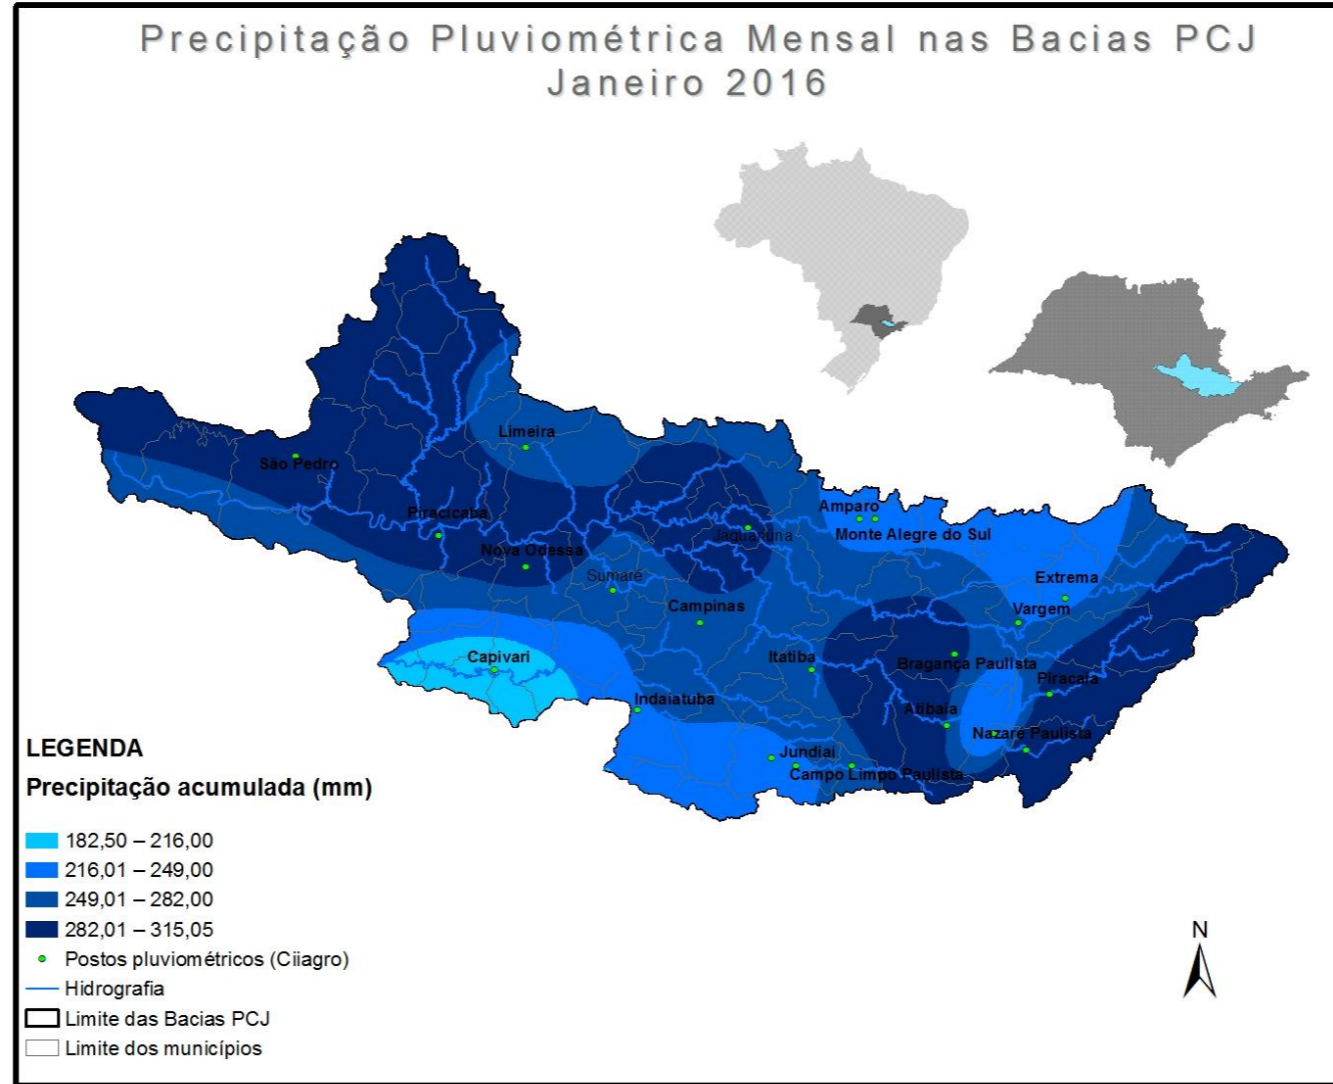 Precipitação Pluviométrica Mensal nas Bacias PCJ
Janeiro 2016
Limeira
São Pedro
Piracicaba
Nova Odessa
Jaguariúna
Amparo
Monte Alegre do Sul
Sumaré
Campinas
Extrema
Vargem
Capivari
Itatiba
Bragança Paulista
Piracaia
Indaiatuba
Atibaia
Nazaré Paulista
Jundiaí
Campo Limpo Paulista
LEGENDA
Precipitação acumulada (mm)
182,50 – 216,00
216,01 – 249,00
249,01 – 282,00
282,01 – 315,05
Postos pluviométricos (Ciiagro)
Hidrografia
Limite das Bacias PCJ
Limite dos municípios
N